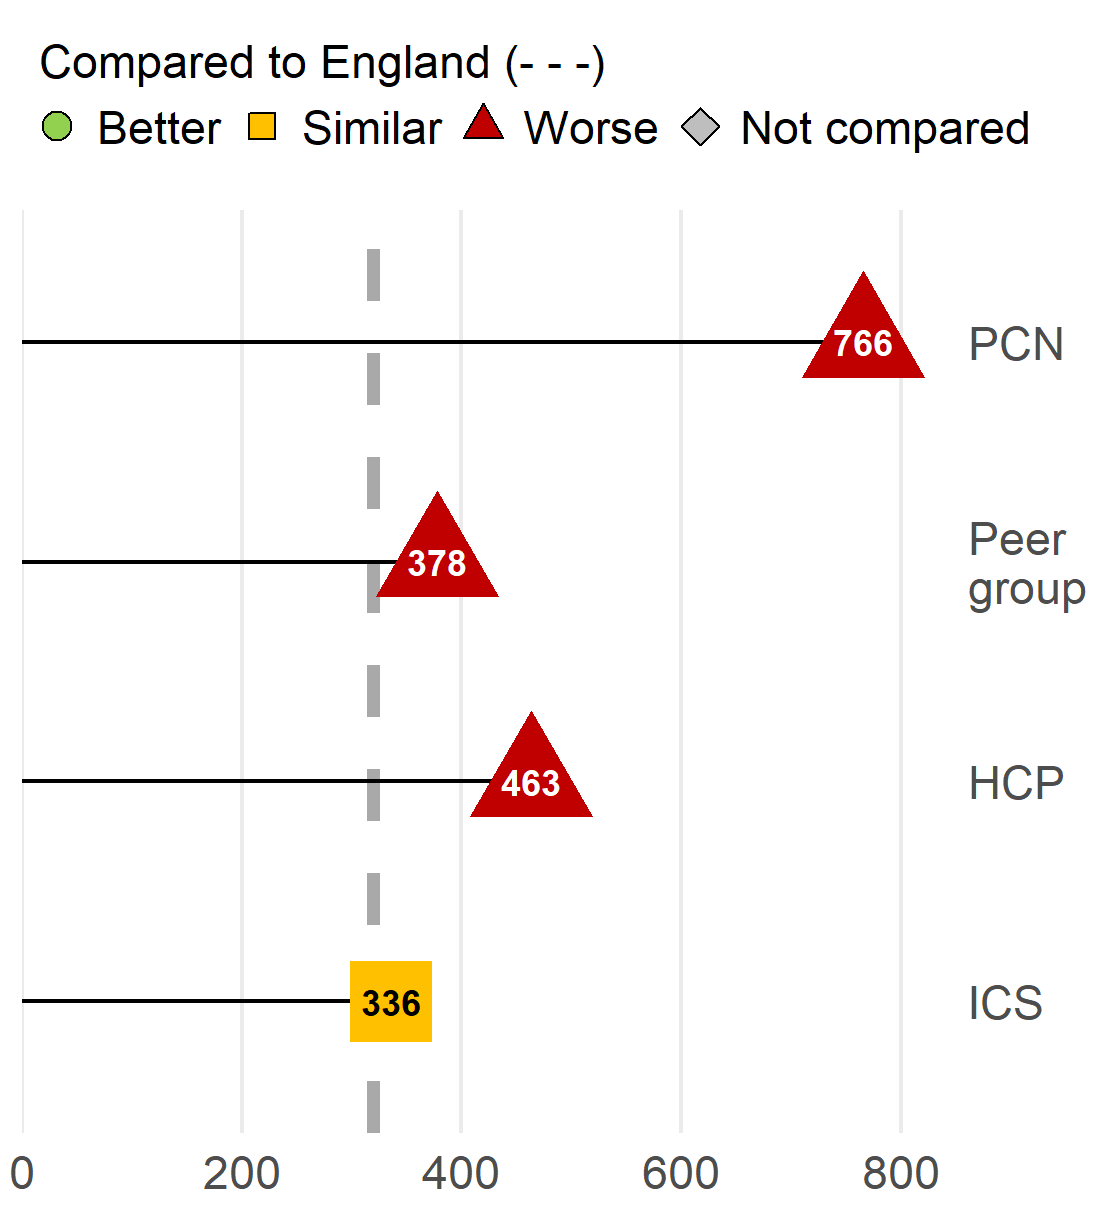 Compared to England (- - -)
Better Similar Worse Not compared
766 PCN
378 Peer group
463 HCP
336 ICS
0 200 400 600 800